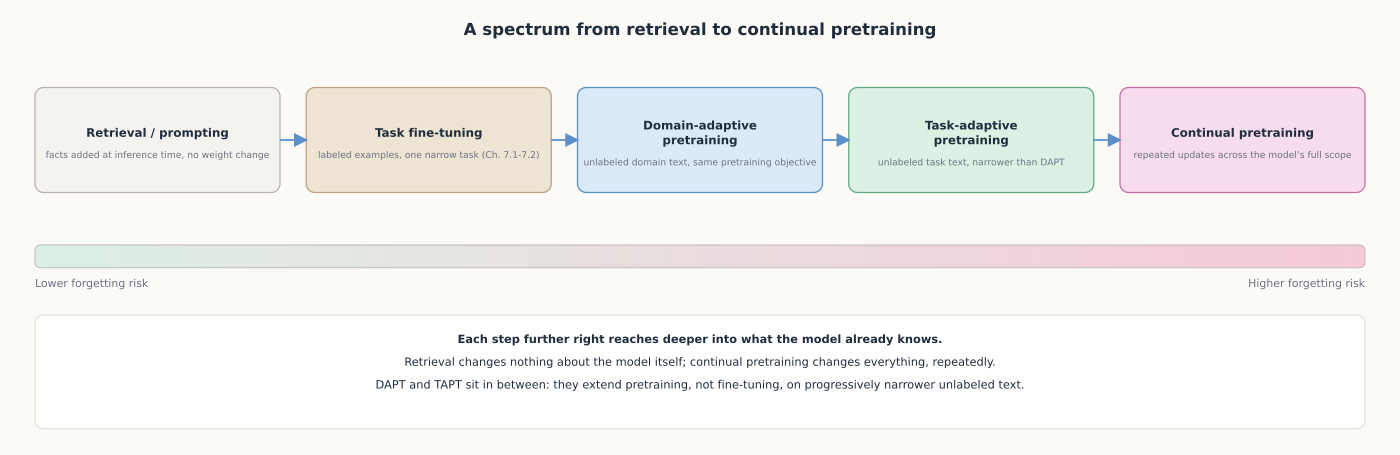 A spectrum from retrieval to continual pretraining
Retrieval / prompting
facts added at inference time, no weight change
Task fine-tuning
labeled examples, one narrow task (Ch. 7.1-7.2)
Domain-adaptive
pretraining
unlabeled domain text, same pretraining objective
Task-adaptive
pretraining
unlabeled task text, narrower than DAPT
Continual pretraining
repeated updates across the model's full scope
Lower forgetting risk
Higher forgetting risk
Each step further right reaches deeper into what the model already knows.
Retrieval changes nothing about the model itself; continual pretraining changes everything, repeatedly.
DAPT and TAPT sit in between: they extend pretraining, not fine-tuning, on progressively narrower unlabeled text.